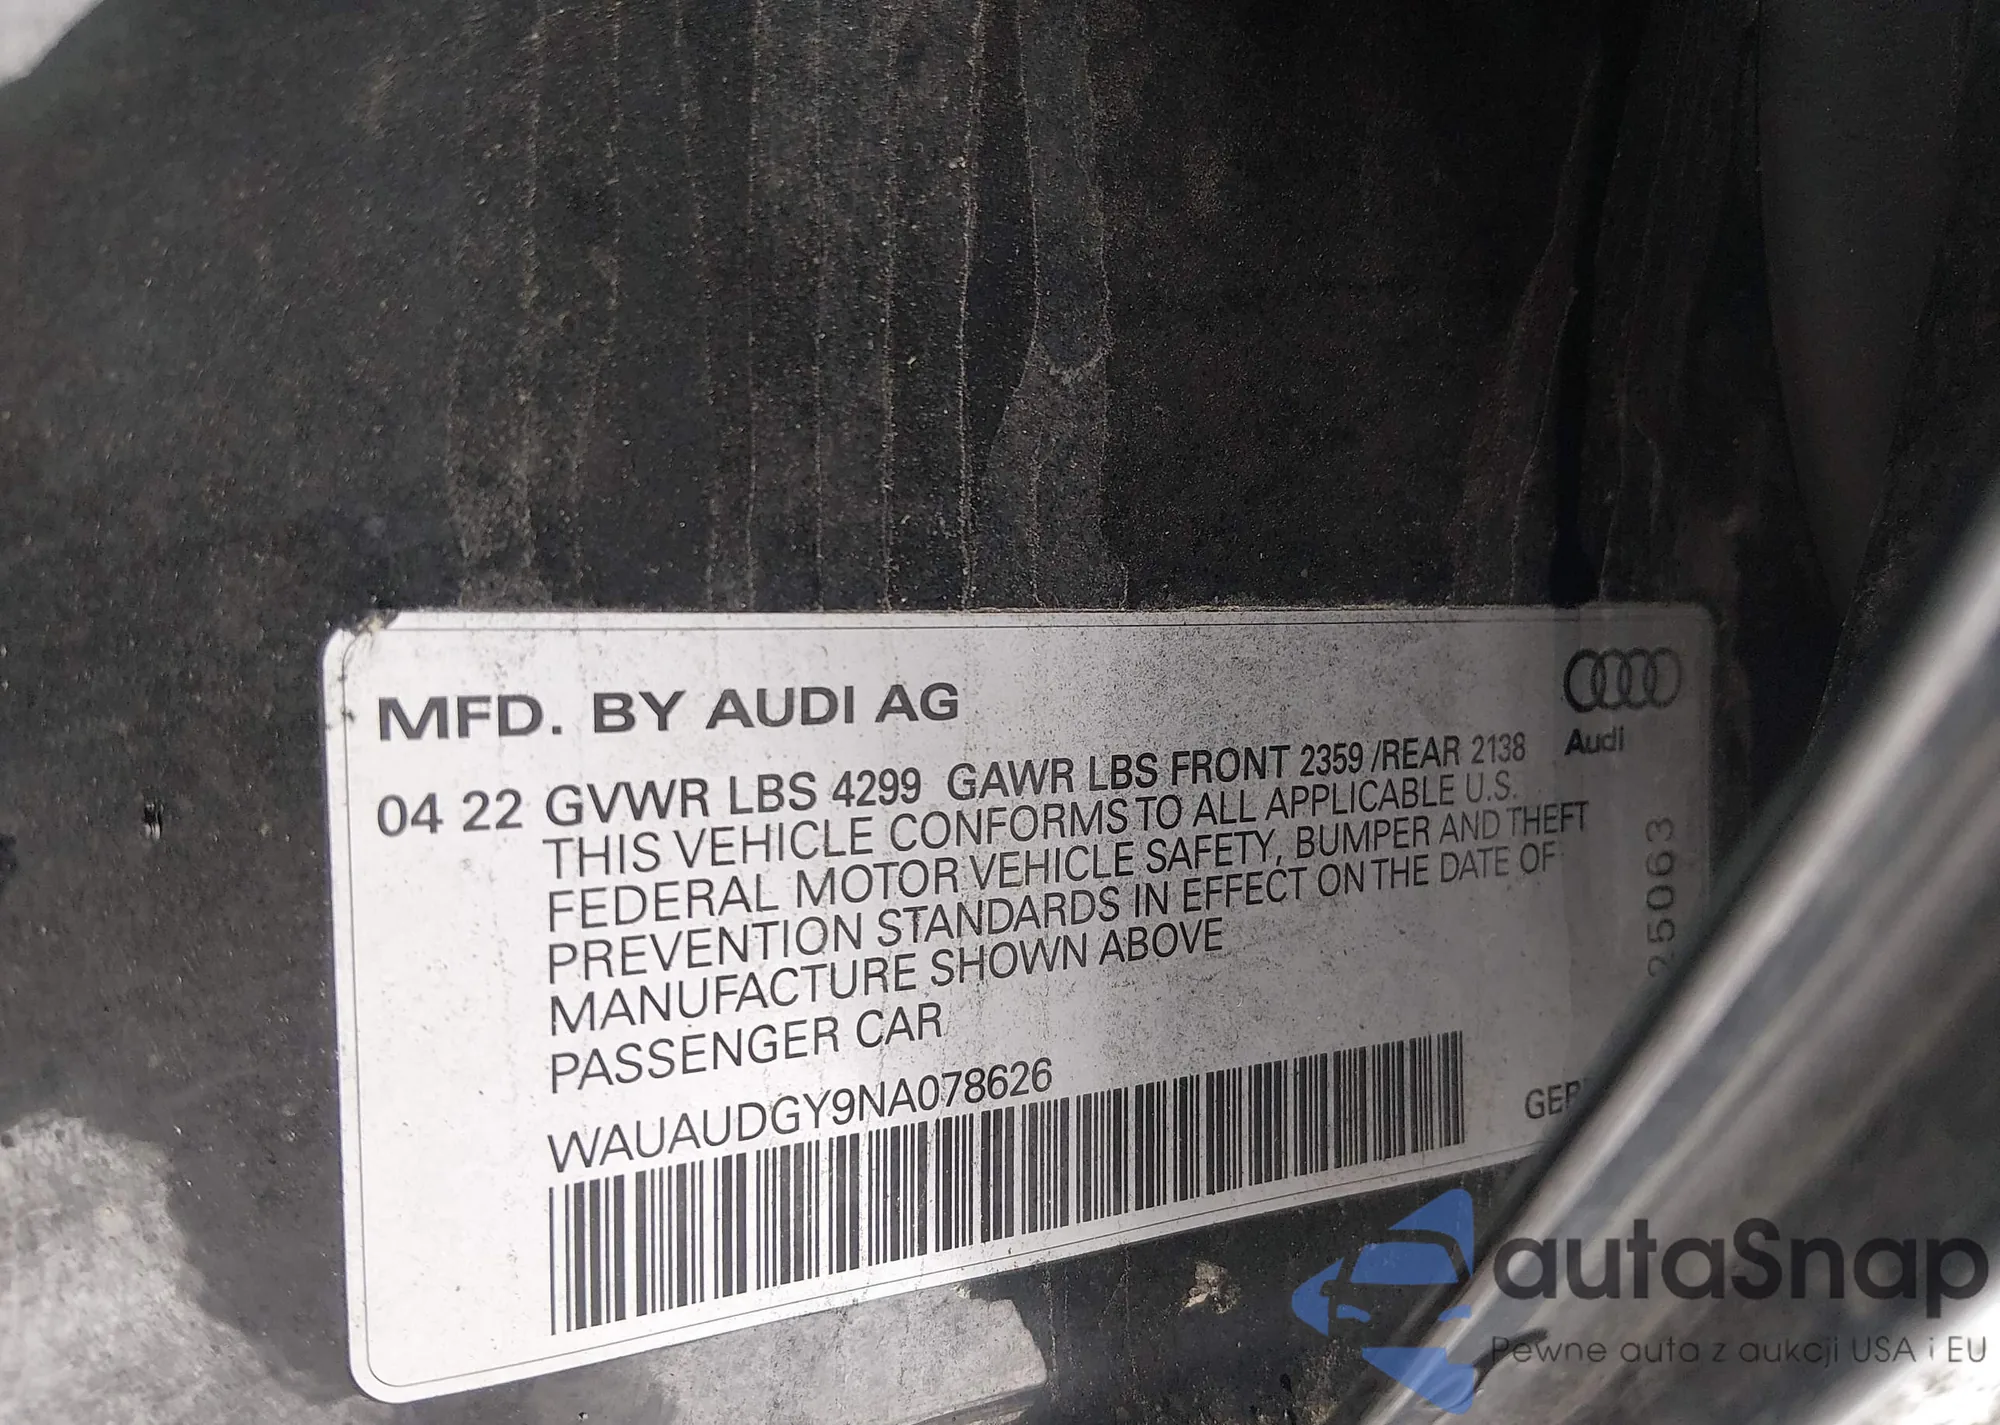 MFD. BY AUDI AG
Audi
04 22 GVWR LBS 4299 GAWR LBS FRONT 2359 /REAR 2138
THIS VEHICLE CONFORMS TO ALL APPLICABLE U.S.
FEDERAL MOTOR VEHICLE SAFETY, BUMPER AND THEFT
PREVENTION STANDARDS IN EFFECT ON THE DATE OF
MANUFACTURE SHOWN ABOVE
PASSENGER CAR
WAUAUDGY9NA078626
25063
autaSnap
Pewne auta z aukcji USA i EU